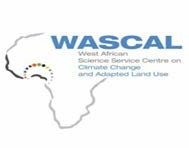 WASCAL
West African
Science Service Centre on
Climate Change
and Adapted Land Use